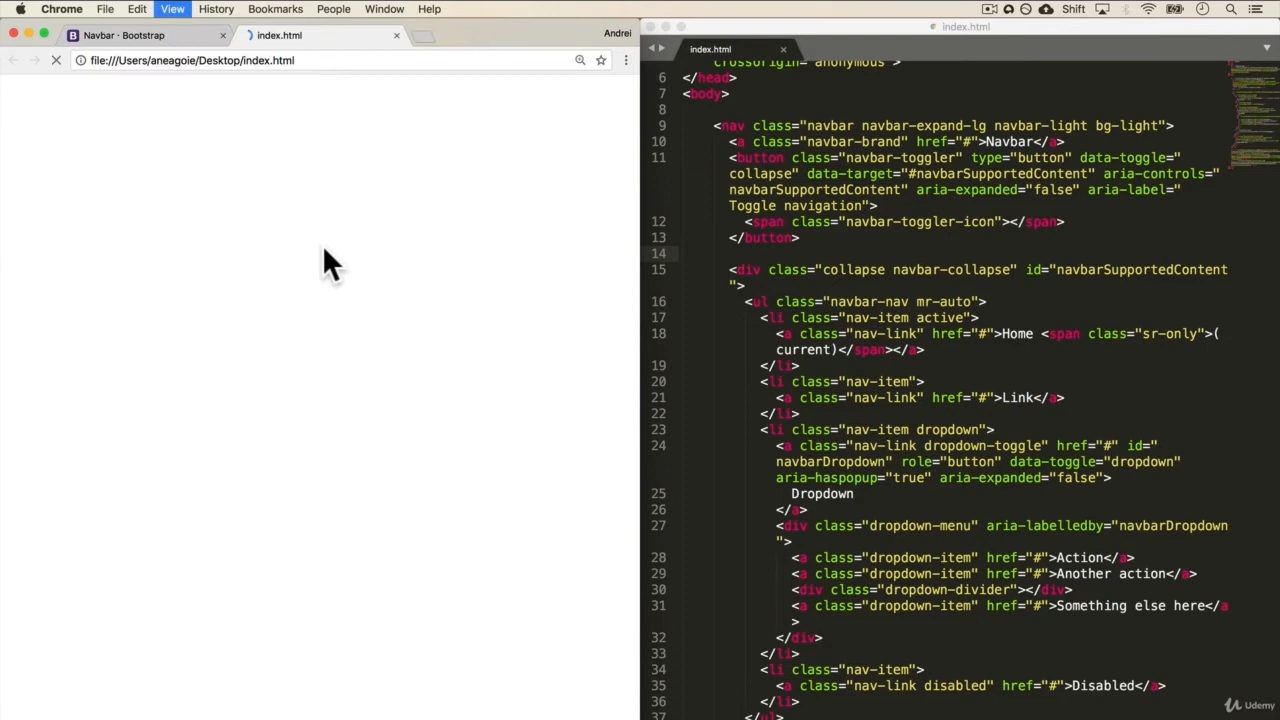 Chrome File Edit View History Bookmarks People Window Help Shift
Navbar · Bootstrap × index.html × Andrei
file:///Users/aneagoie/Desktop/index.html
index.html
index.html ×
crossorigin="anonymous">
6 </head>
7 <body>
8
9 <nav class="navbar navbar-expand-lg navbar-light bg-light">
10 <a class="navbar-brand" href="#">Navbar</a>
11 <button class="navbar-toggler" type="button" data-toggle="
collapse" data-target="#navbarSupportedContent" aria-controls="
navbarSupportedContent" aria-expanded="false" aria-label="
Toggle navigation">
12 <span class="navbar-toggler-icon"></span>
13 </button>
14
15 <div class="collapse navbar-collapse" id="navbarSupportedContent
">
16 <ul class="navbar-nav mr-auto">
17 <li class="nav-item active">
18 <a class="nav-link" href="#">Home <span class="sr-only">(
current)</span></a>
19 </li>
20 <li class="nav-item">
21 <a class="nav-link" href="#">Link</a>
22 </li>
23 <li class="nav-item dropdown">
24 <a class="nav-link dropdown-toggle" href="#" id="
navbarDropdown" role="button" data-toggle="dropdown"
aria-haspopup="true" aria-expanded="false">
25 Dropdown
26 </a>
27 <div class="dropdown-menu" aria-labelledby="navbarDropdown
">
28 <a class="dropdown-item" href="#">Action</a>
29 <a class="dropdown-item" href="#">Another action</a>
30 <div class="dropdown-divider"></div>
31 <a class="dropdown-item" href="#">Something else here</a
>
32 </div>
33 </li>
34 <li class="nav-item">
35 <a class="nav-link disabled" href="#">Disabled</a>
36 </li>
37 </ul>
Udemy